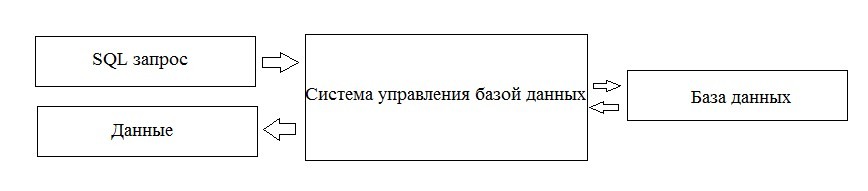 SQL запрос
Система управления базой данных
База данных
Данные